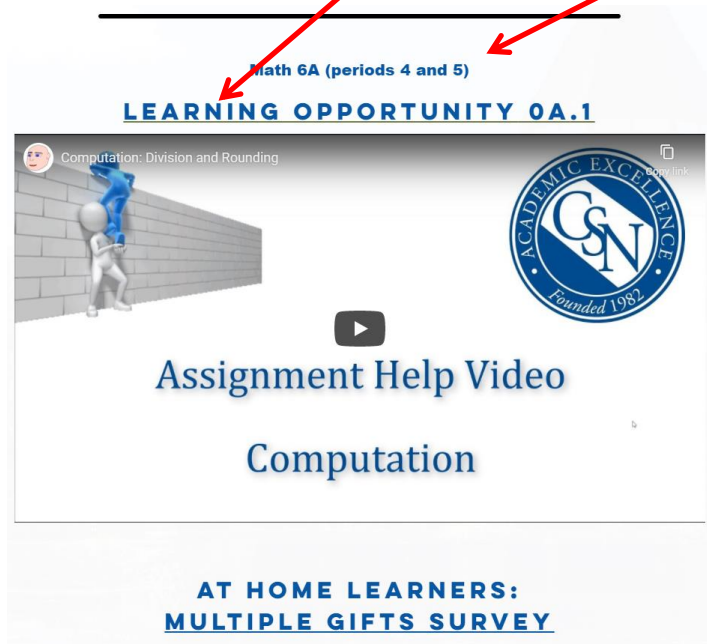 Math 6A (periods 4 and 5)
LEARNING OPPORTUNITY 0A.1
Computation: Division and Rounding
Copy link
ACADEMIC EXCELLENCE
CSN
Founded 1982
Assignment Help Video
Computation
AT HOME LEARNERS:
MULTIPLE GIFTS SURVEY